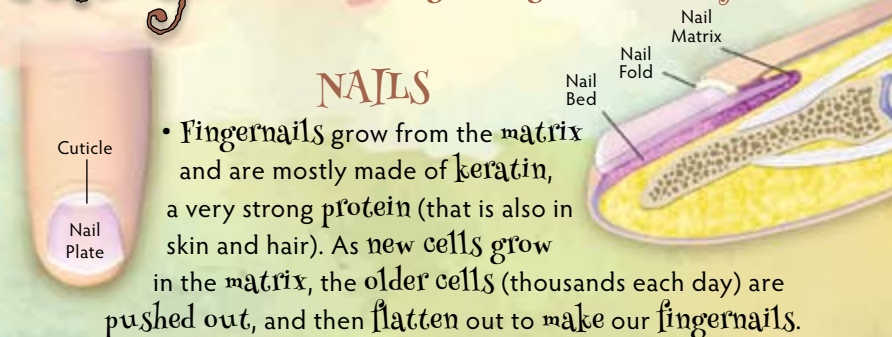 Nail
Matrix
Nail
Fold
Nail
Bed
Cuticle
Nail
Plate
NAILS
• Fingernails grow from the matrix
and are mostly made of keratin,
a very strong protein (that is also in
skin and hair). As new cells grow
in the matrix, the older cells (thousands each day) are
pushed out, and then flatten out to make our fingernails.